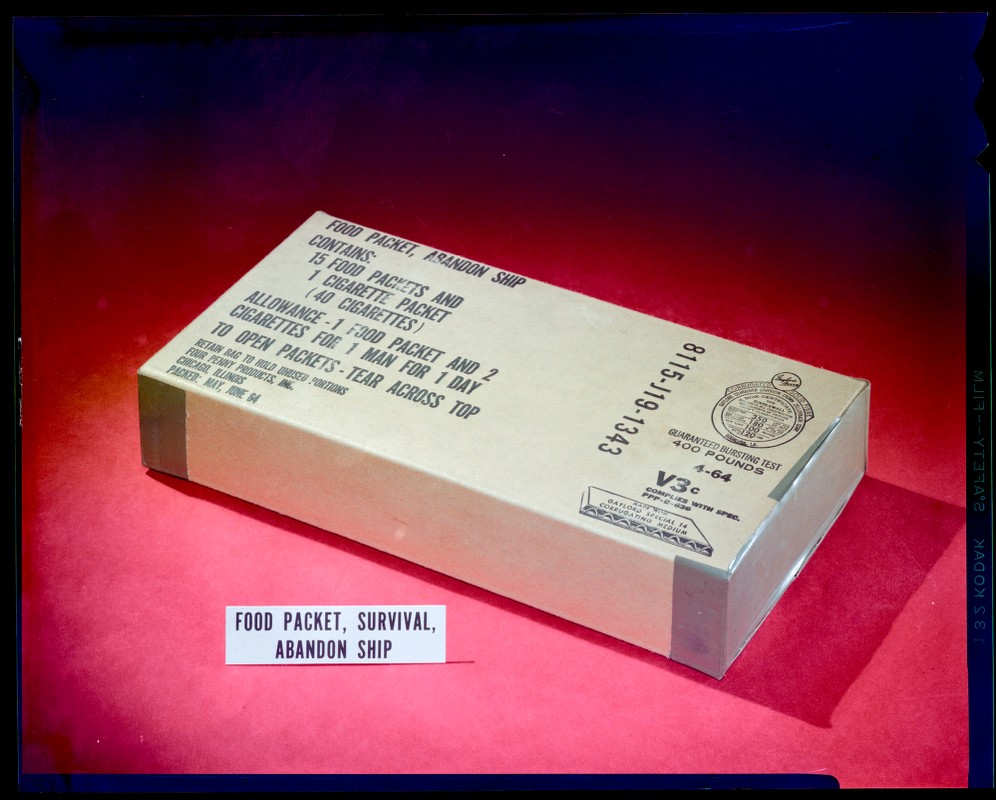 FOOD PACKET, ABANDON SHIP
CONTAINS:
15 FOOD PACKETS AND
1 CIGARETTE PACKET
(40 CIGARETTES)
ALLOWANCE-1 FOOD PACKET AND 2
CIGARETTES FOE 1 MAN FOR 1 DAY
TO OPEN PACKETS-TEAR ACROSS TOP
RETAIN BAG TO HOLD UNUSED PORTIONS
FOUR PENNY PRODUCTS, INC.
CHICAGO, ILLINOIS
PACKED: MAY, JUNE 64
8115-J19-1343
GUARANTEED BURSTING TEST
400 POUNDS
4-64
V3c
COMPLIES WITH SPEC.
MADE WITH
GAYLORD SPECIAL 14
CORRUGATING MEDIUM
FOOD PACKET, SURVIVAL,
ABANDON SHIP
KODAK